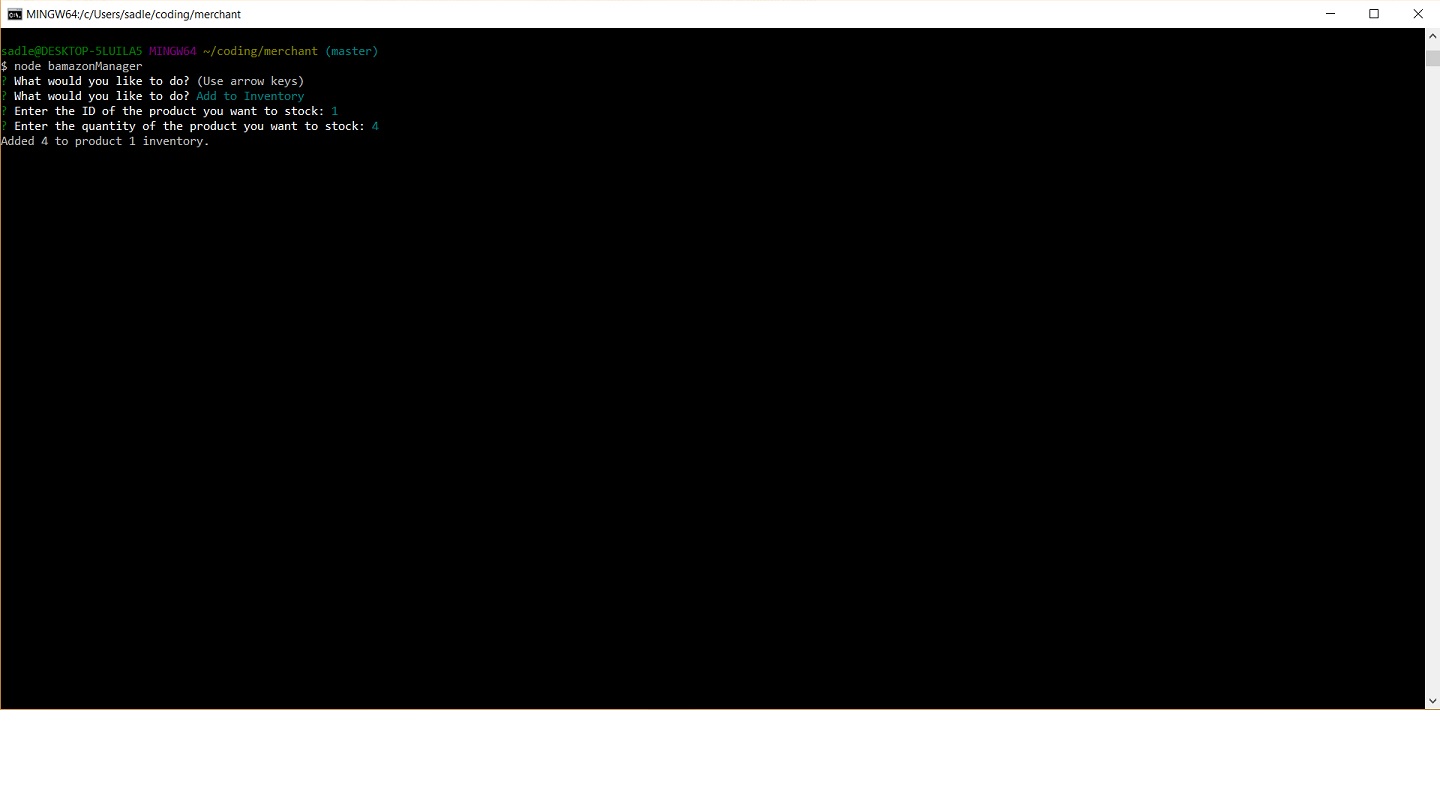 MINGW64:/c/Users/sadle/coding/merchant
sadle@DESKTOP-5LUILA5 MINGW64 ~/coding/merchant (master)
$ node bamazonManager
? What would you like to do? (Use arrow keys)
? What would you like to do? Add to Inventory
? Enter the ID of the product you want to stock: 1
? Enter the quantity of the product you want to stock: 4
Added 4 to product 1 inventory.